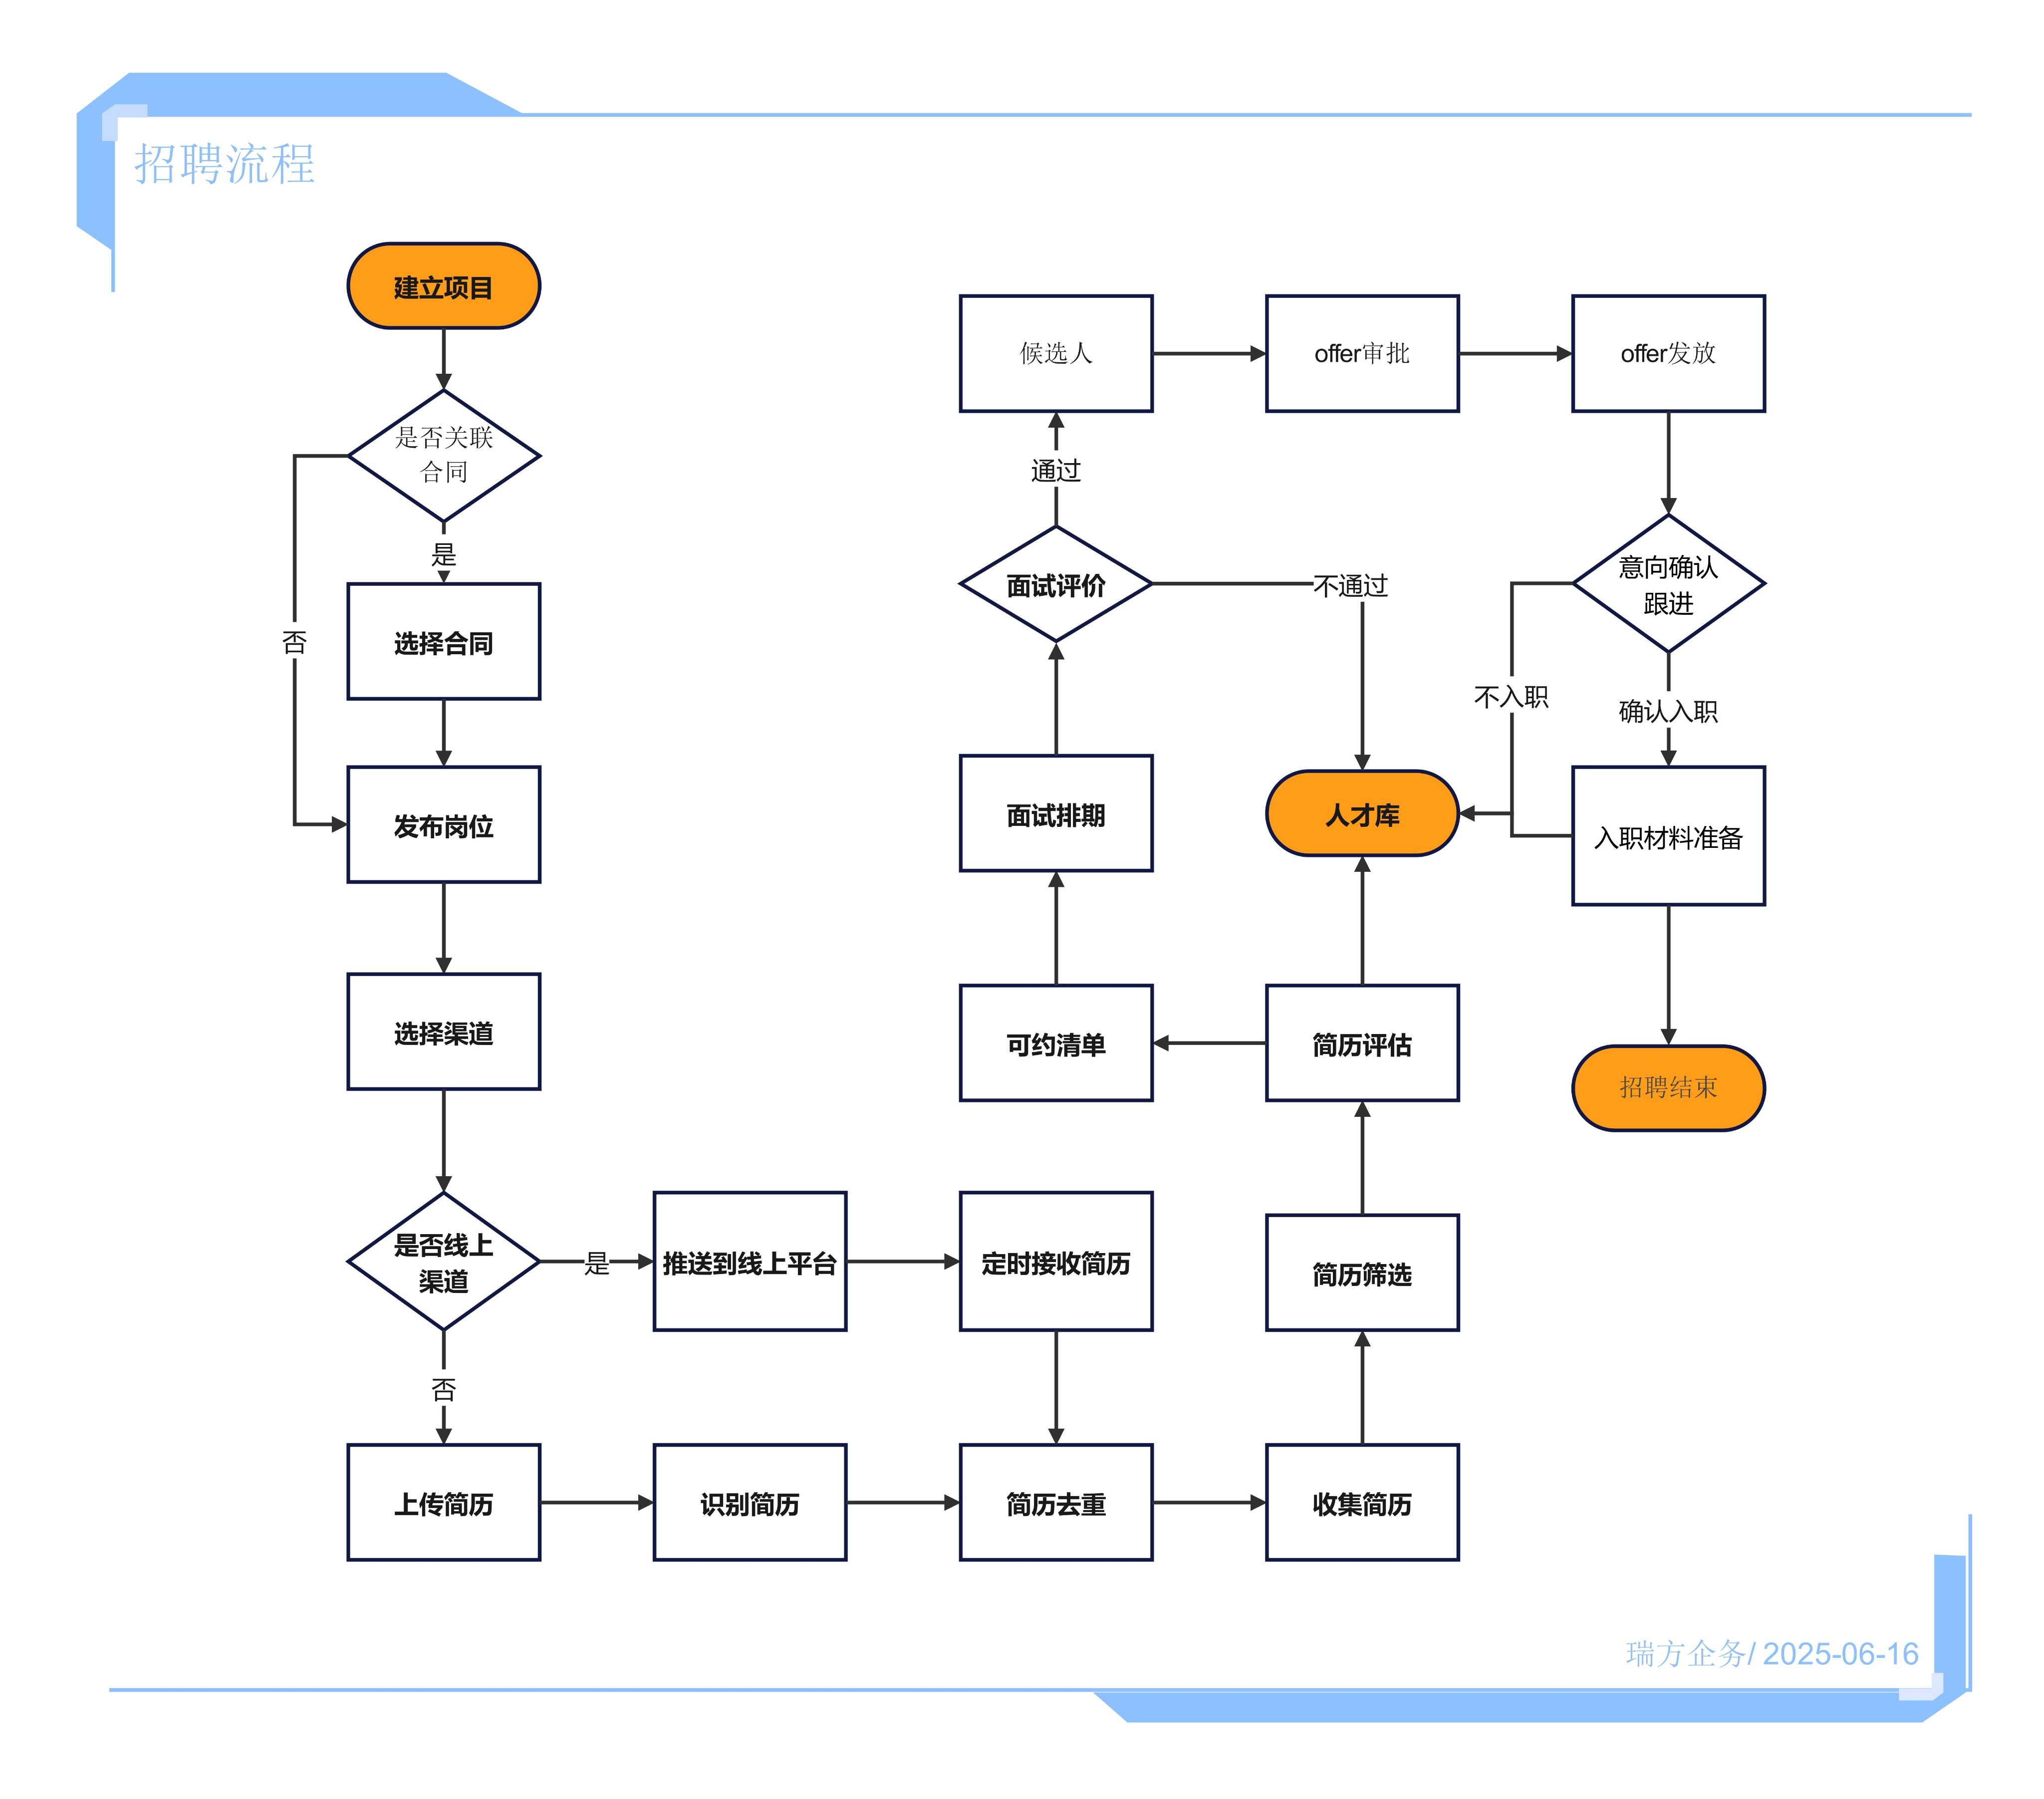 招聘流程
建立项目
是否关联
合同
是
否
选择合同
发布岗位
选择渠道
是否线上
渠道
是
推送到线上平台
定时接收简历
否
上传简历
识别简历
简历去重
收集简历
简历筛选
简历评估
可约清单
面试排期
面试评价
通过
不通过
候选人
offer审批
offer发放
意向确认
跟进
不入职
确认入职
人才库
入职材料准备
招聘结束
瑞方企务/ 2025-06-16